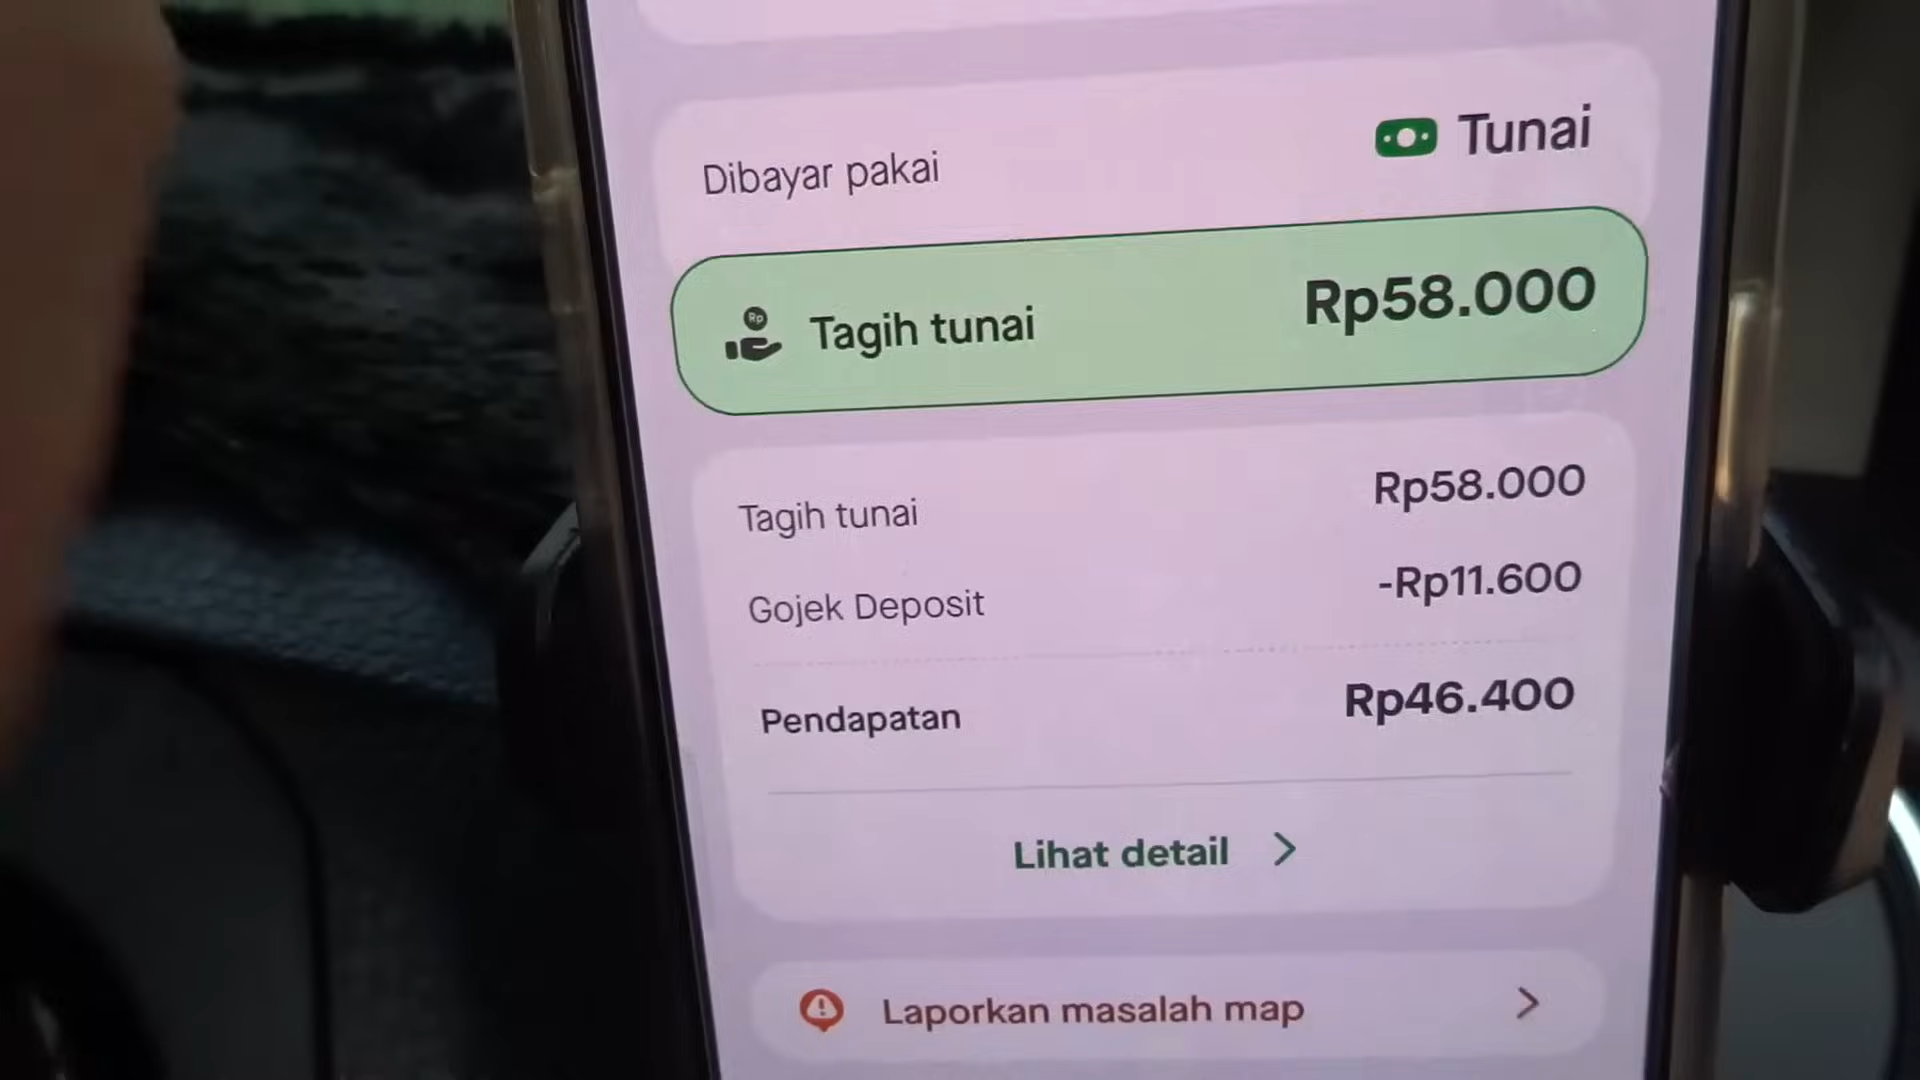 Dibayar pakai Tunai
Rp Tagih tunai Rp58.000
Tagih tunai Rp58.000
Gojek Deposit -Rp11.600
Pendapatan Rp46.400
Lihat detail
Laporkan masalah map